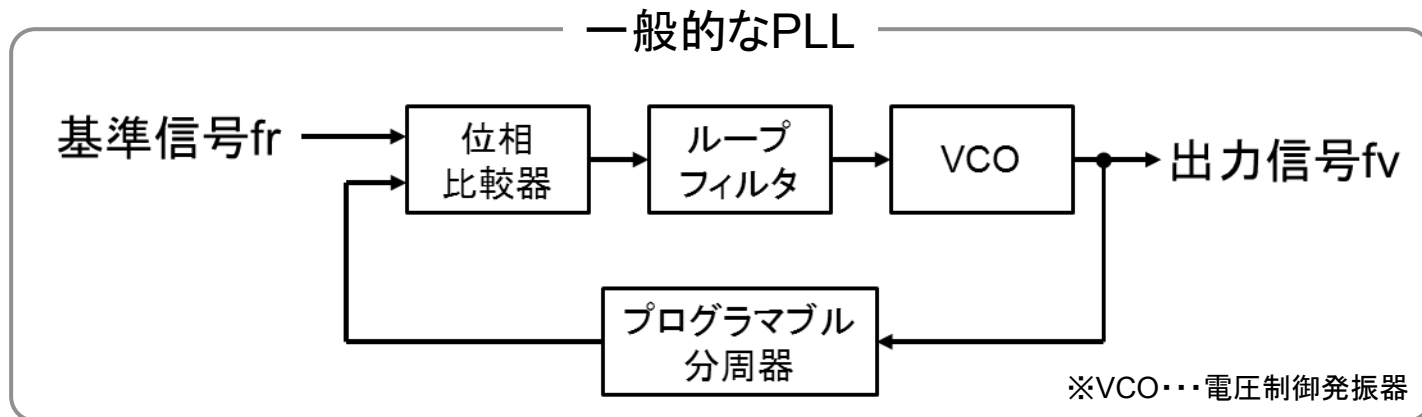 一般的なPLL
基準信号fr
位相
比較器
ループ
フィルタ
VCO
出力信号fv
プログラマブル
分周器
※VCO・・・電圧制御発振器